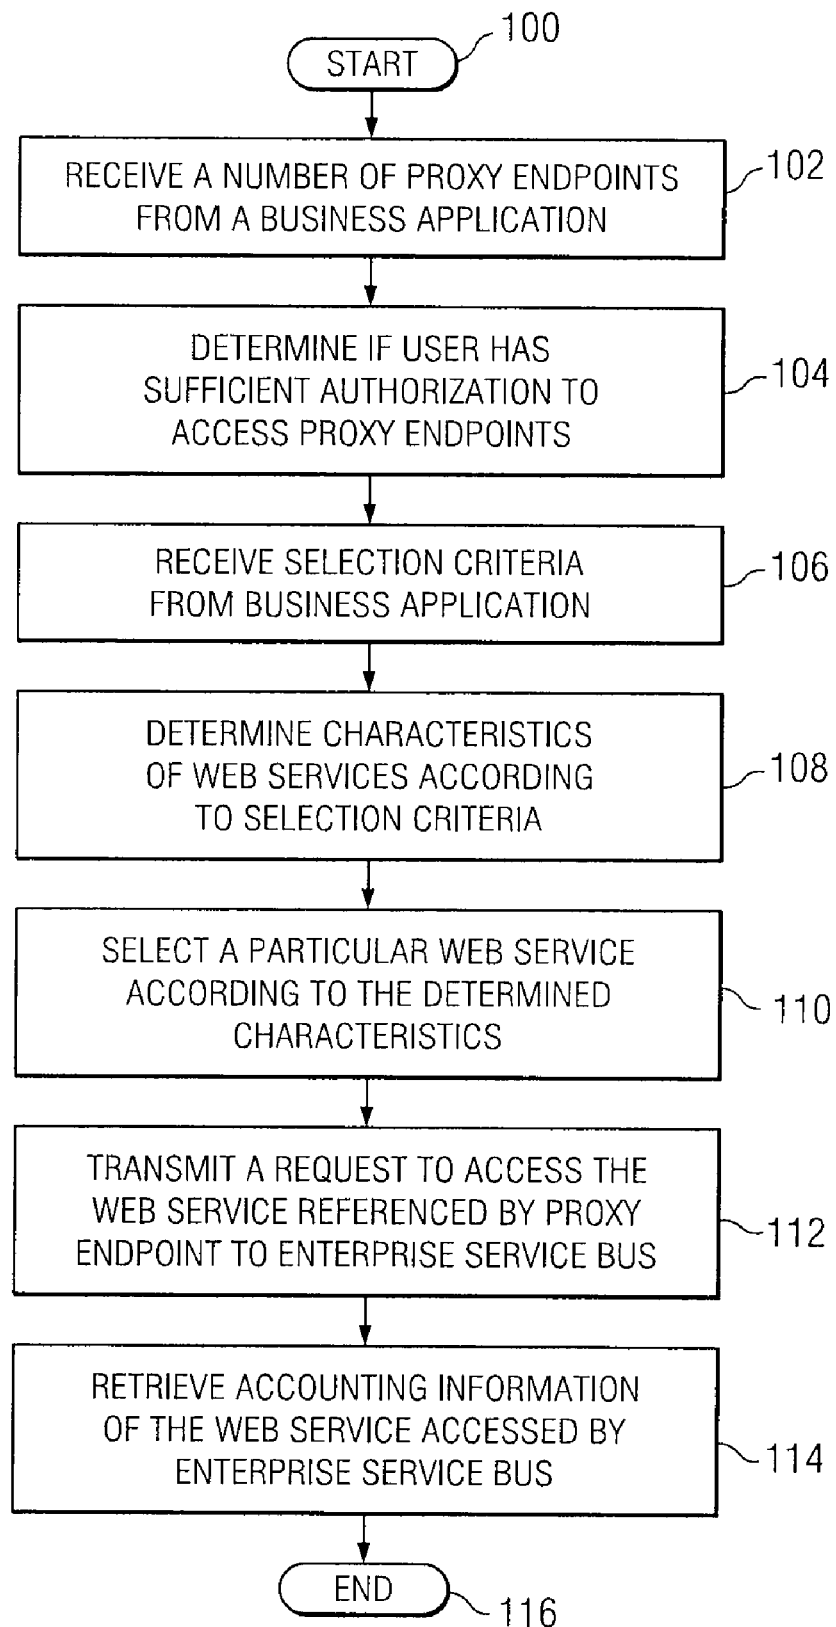 100
START
RECEIVE A NUMBER OF PROXY ENDPOINTS
FROM A BUSINESS APPLICATION
102
DETERMINE IF USER HAS
SUFFICIENT AUTHORIZATION TO
ACCESS PROXY ENDPOINTS
104
RECEIVE SELECTION CRITERIA
FROM BUSINESS APPLICATION
106
DETERMINE CHARACTERISTICS
OF WEB SERVICES ACCORDING
TO SELECTION CRITERIA
108
SELECT A PARTICULAR WEB SERVICE
ACCORDING TO THE DETERMINED
CHARACTERISTICS
110
TRANSMIT A REQUEST TO ACCESS THE
WEB SERVICE REFERENCED BY PROXY
ENDPOINT TO ENTERPRISE SERVICE BUS
112
RETRIEVE ACCOUNTING INFORMATION
OF THE WEB SERVICE ACCESSED BY
ENTERPRISE SERVICE BUS
114
END
116